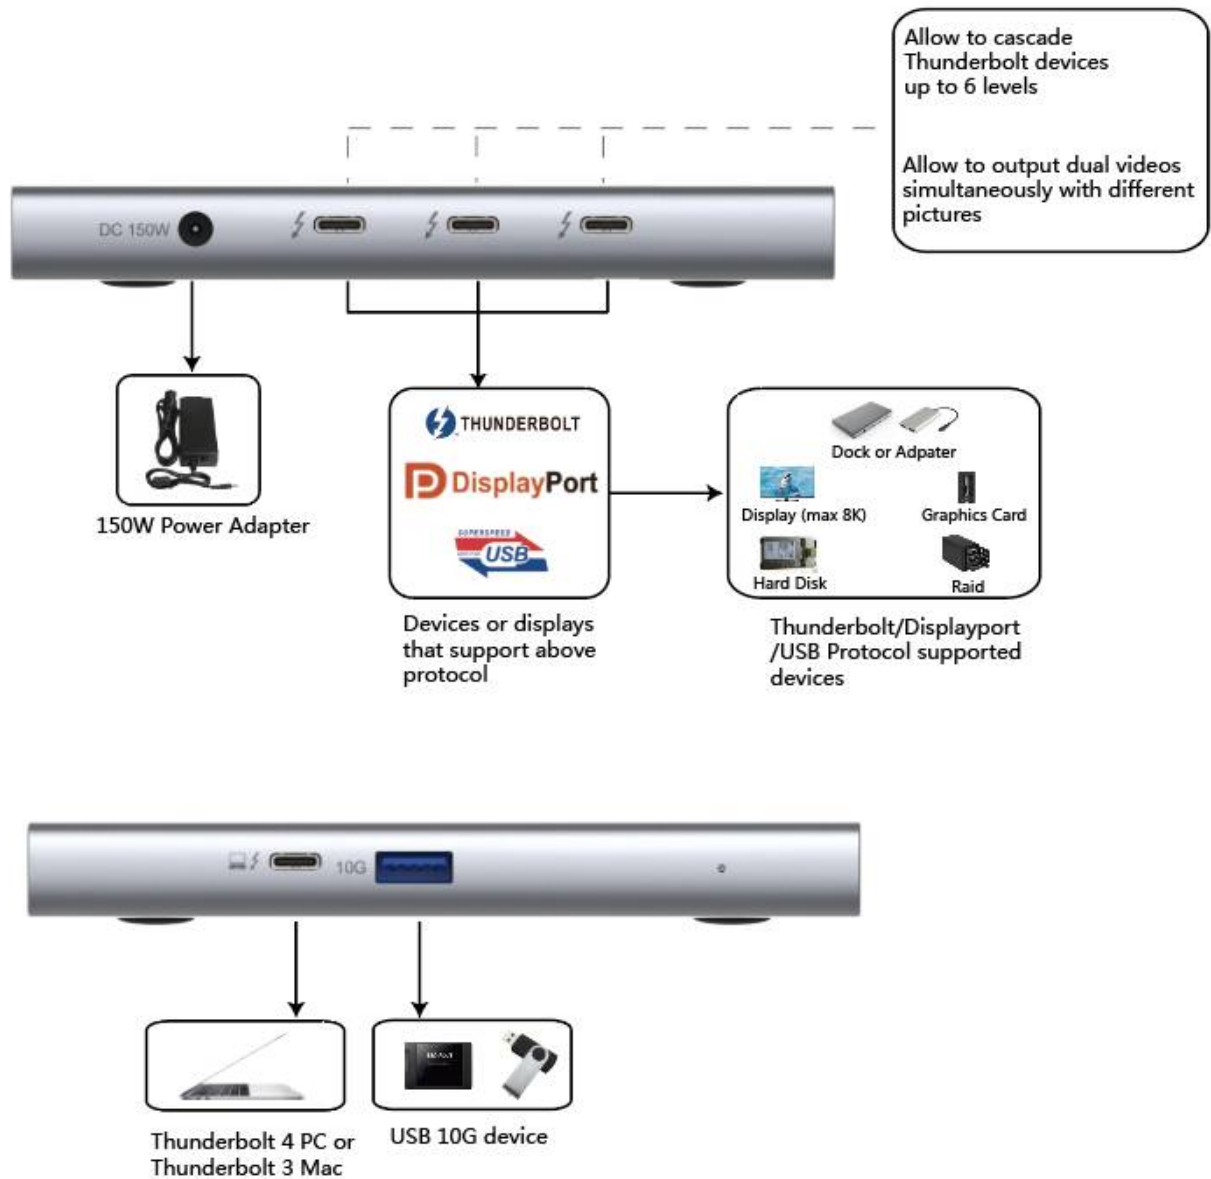 Allow to cascade
Thunderbolt devices
up to 6 levels
Allow to output dual videos
simultaneously with different
pictures
DC 150W
150W Power Adapter
THUNDERBOLT
DisplayPort
SUPERSPEED
USB
Devices or displays
that support above
protocol
Dock or Adpater
Display (max 8K)
Graphics Card
Hard Disk
Raid
Thunderbolt/Displayport
/USB Protocol supported
devices
10G
Thunderbolt 4 PC or
Thunderbolt 3 Mac
USB 10G device